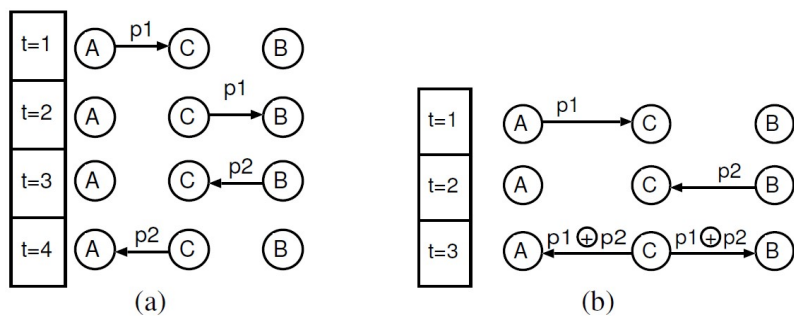 t=1 A p1 C B
t=2 A C p1 B
t=3 A C p2 B
t=4 A p2 C B
(a)
t=1 A p1 C B
t=2 A C p2 B
t=3 A p1⊕p2 C p1⊕p2 B
(b)